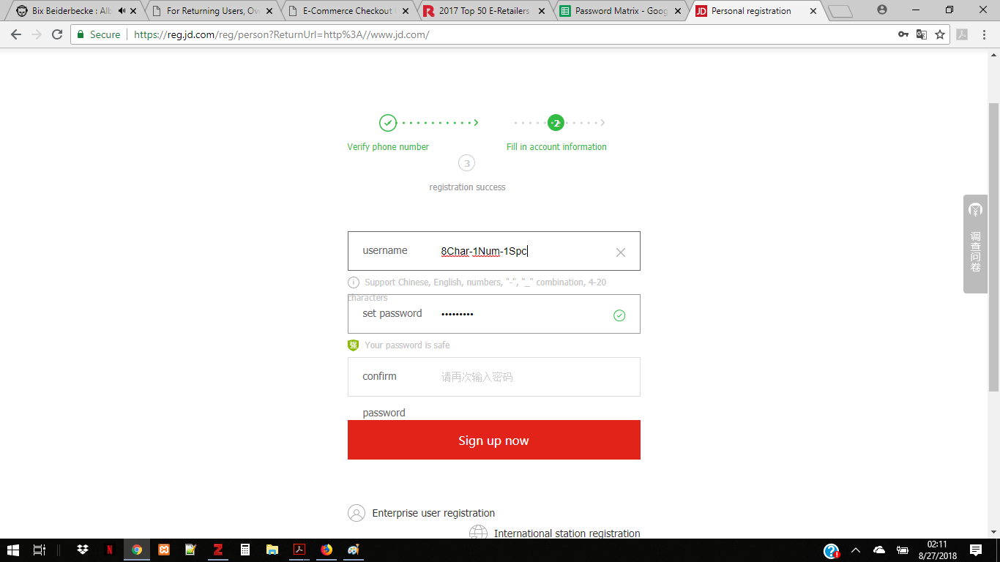 Bix Beiderbecke : Alb
For Returning Users, Ov
E-Commerce Checkout
2017 Top 50 E-Retailers
Password Matrix - Goog
JD
Personal registration
Secure
https://reg.jd.com/reg/person?ReturnUrl=http%3A//www.jd.com/
2
Verify phone number
Fill in account information
3
registration success
调查问卷
username
8Char-1Num-1Spc
Support Chinese, English, numbers, "-", "_" combination, 4-20
characters
set password
•••••••••
强 Your password is safe
confirm
请再次输入密码
password
Sign up now
Enterprise user registration
International station registration
02:11
8/27/2018